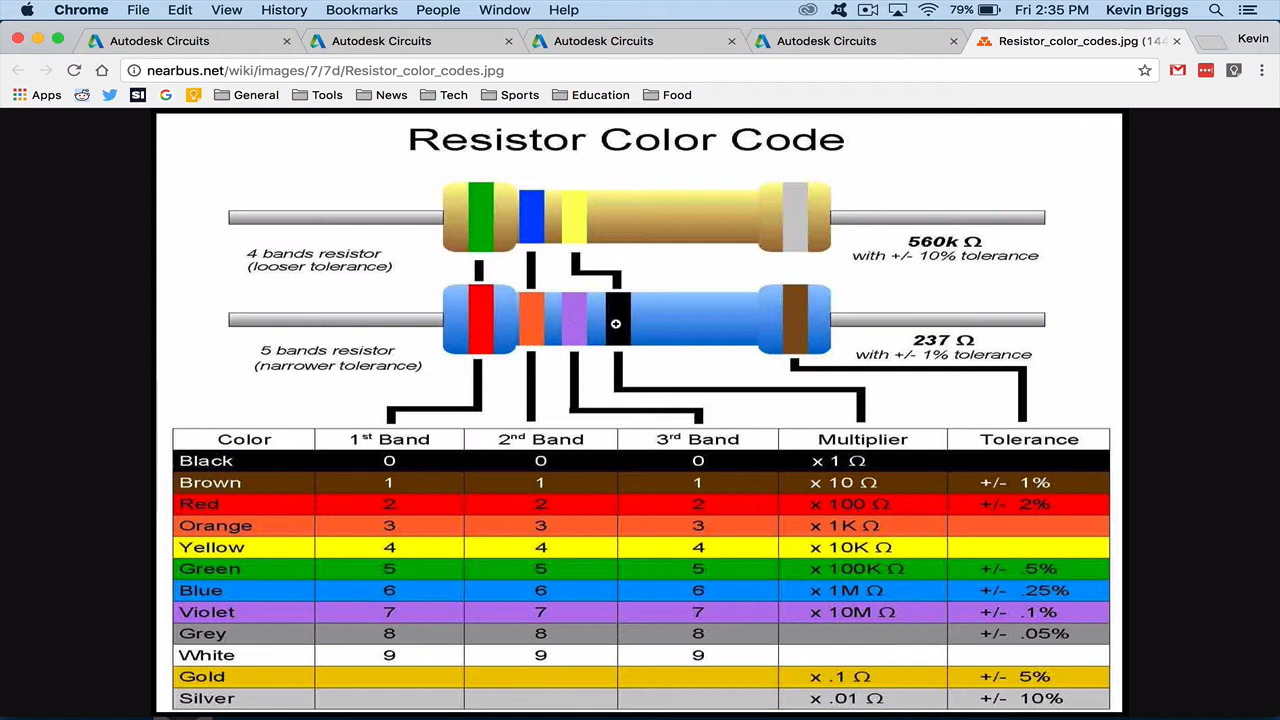 Chrome File Edit View History Bookmarks People Window Help 79% Fri 2:35 PM Kevin Briggs
Autodesk Circuits Autodesk Circuits Autodesk Circuits Autodesk Circuits Resistor_color_codes.jpg (144 Kevin
nearbus.net/wiki/images/7/7d/Resistor_color_codes.jpg
Apps SI G General Tools News Tech Sports Education Food
Resistor Color Code
4 bands resistor
(looser tolerance)
560k Ω
with +/- 10% tolerance
5 bands resistor
(narrower tolerance)
237 Ω
with +/- 1% tolerance
Color 1st Band 2nd Band 3rd Band Multiplier Tolerance
Black 0 0 0 x 1 Ω
Brown 1 1 1 x 10 Ω +/- 1%
Red 2 2 2 x 100 Ω +/- 2%
Orange 3 3 3 x 1K Ω
Yellow 4 4 4 x 10K Ω
Green 5 5 5 x 100K Ω +/- .5%
Blue 6 6 6 x 1M Ω +/- .25%
Violet 7 7 7 x 10M Ω +/- .1%
Grey 8 8 8 +/- .05%
White 9 9 9
Gold x .1 Ω +/- 5%
Silver x .01 Ω +/- 10%